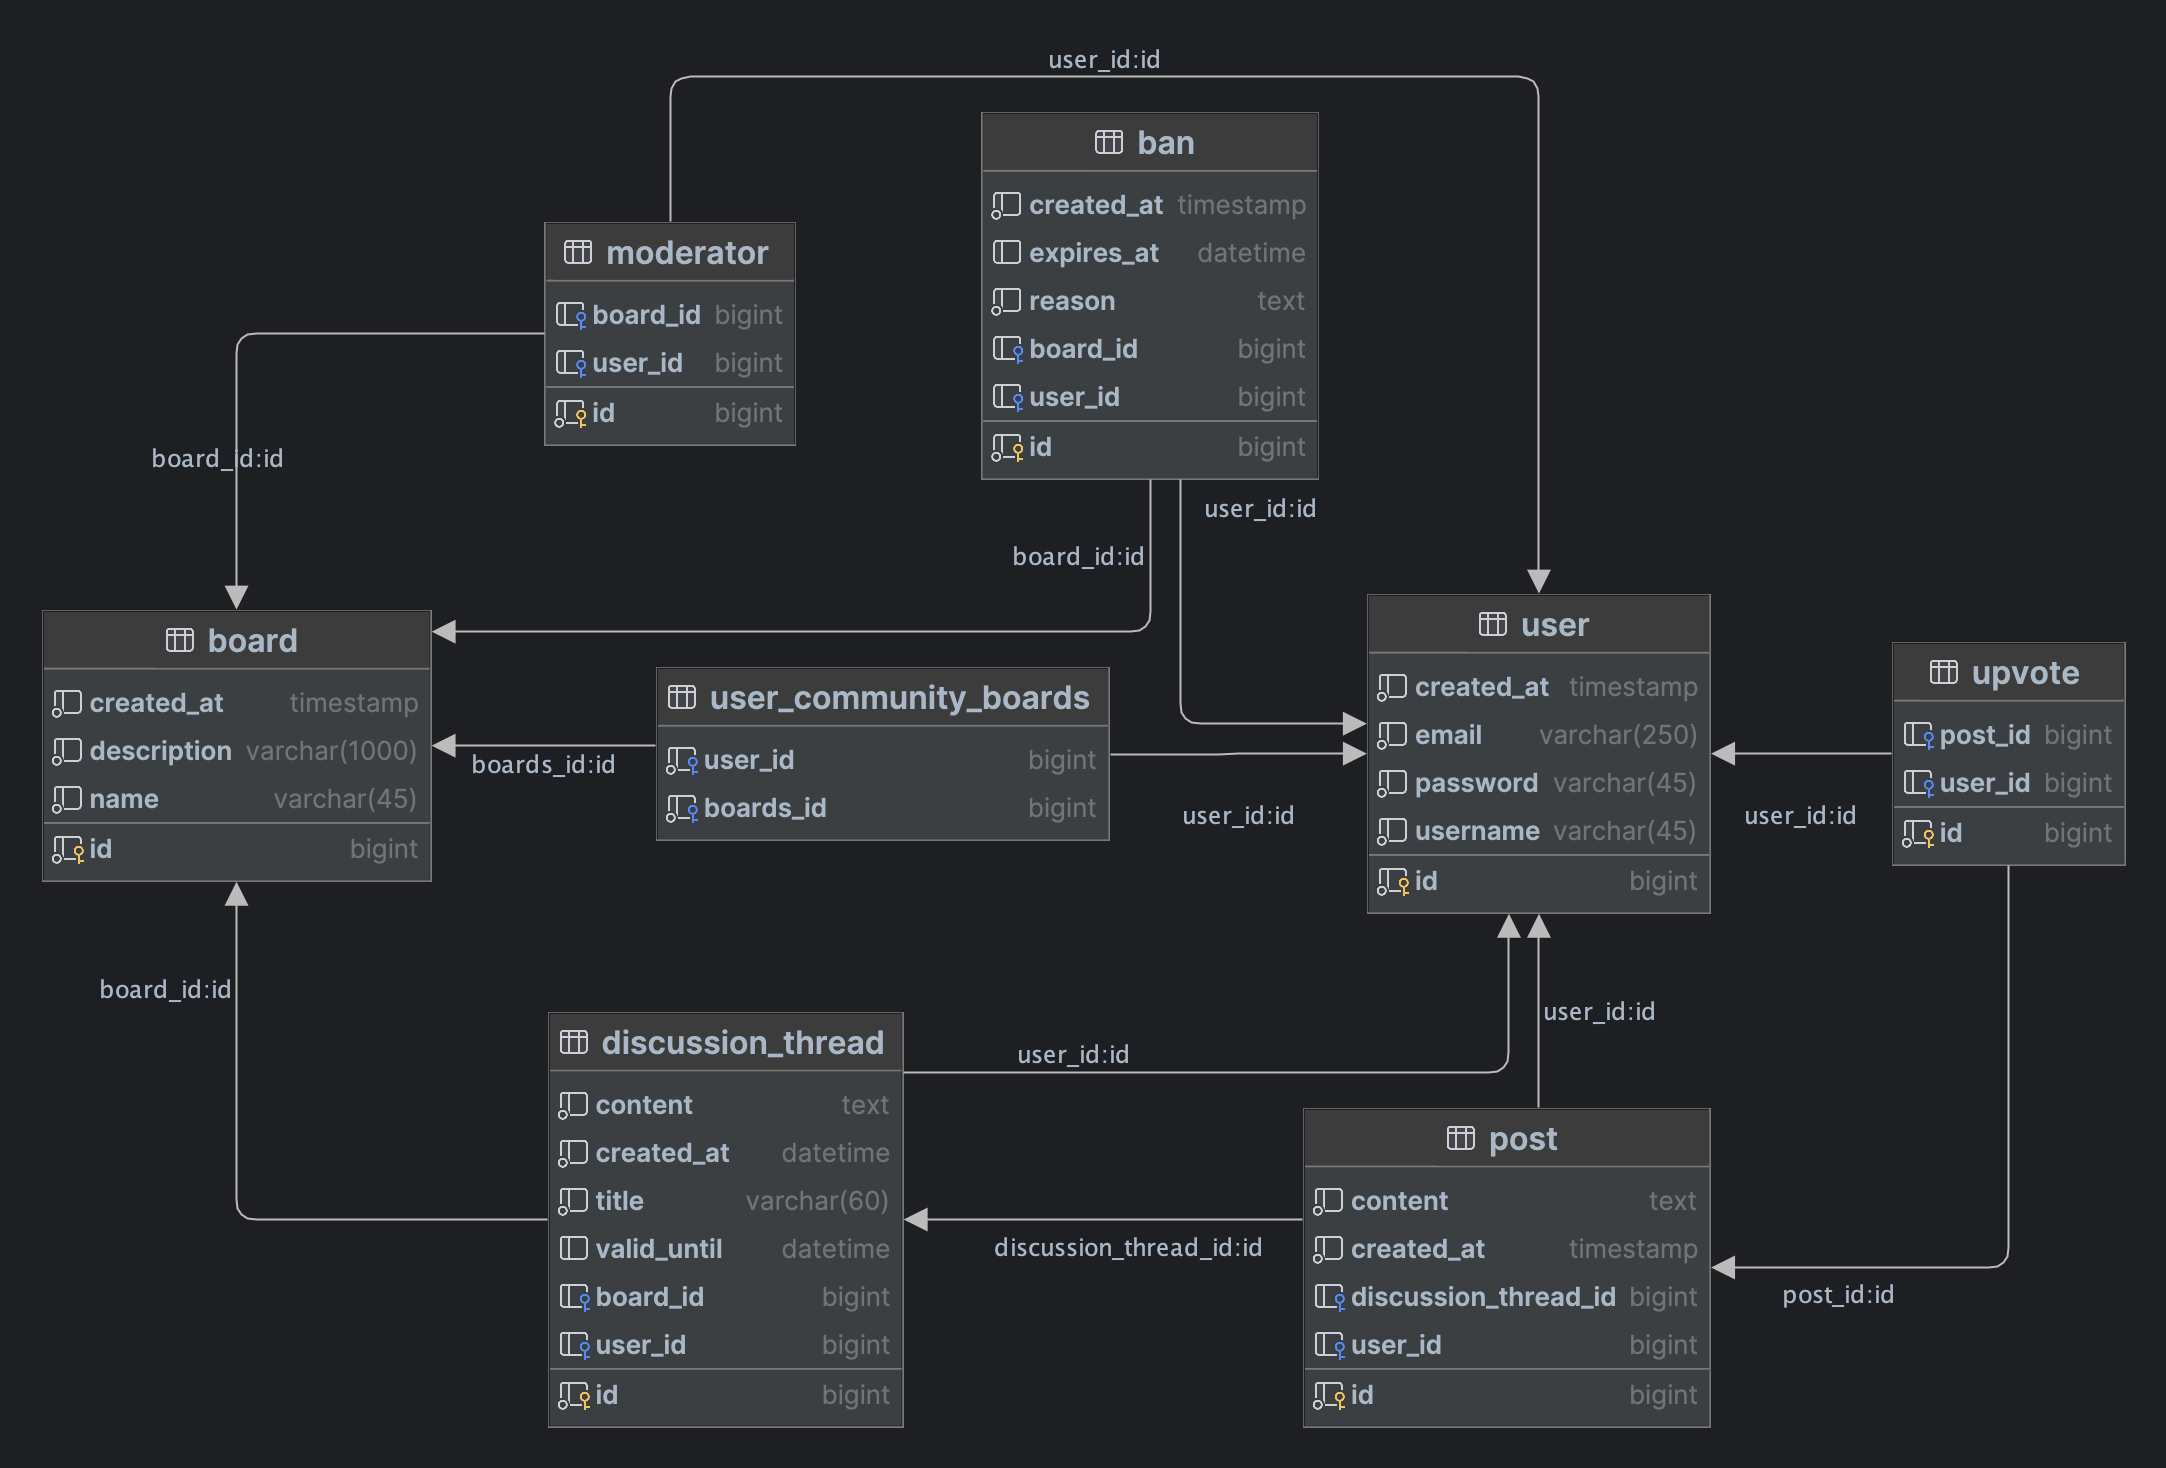 user_id:id
ban
created_at timestamp
expires_at datetime
reason text
board_id bigint
user_id bigint
id bigint
moderator
board_id bigint
user_id bigint
id bigint
board_id:id
user_id:id
board_id:id
board
created_at timestamp
description varchar(1000)
name varchar(45)
id bigint
user_community_boards
user_id bigint
boards_id bigint
boards_id:id
user_id:id
user
created_at timestamp
email varchar(250)
password varchar(45)
username varchar(45)
id bigint
upvote
post_id bigint
user_id bigint
id bigint
user_id:id
board_id:id
discussion_thread
content text
created_at datetime
title varchar(60)
valid_until datetime
board_id bigint
user_id bigint
id bigint
user_id:id
user_id:id
discussion_thread_id:id
post
content text
created_at timestamp
discussion_thread_id bigint
user_id bigint
id bigint
post_id:id